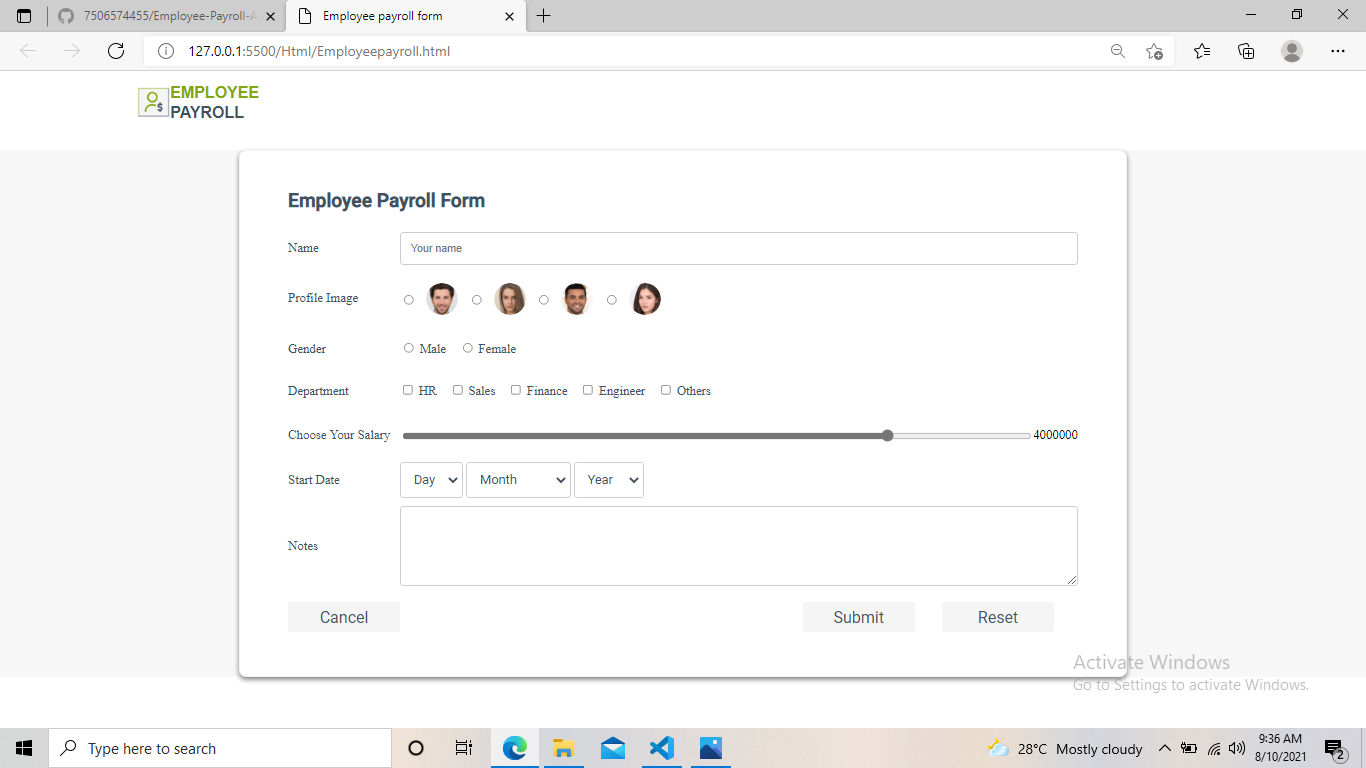 7506574455/Employee-Payroll-A
Employee payroll form
127.0.0.1:5500/Html/Employeepayroll.html
EMPLOYEE
PAYROLL
Employee Payroll Form
Name
Your name
Profile Image
Gender
Male Female
Department
HR Sales Finance Engineer Others
Choose Your Salary
4000000
Start Date
Day Month Year
Notes
Cancel Submit Reset
Activate Windows
Go to Settings to activate Windows.
Type here to search
28°C Mostly cloudy
9:36 AM
8/10/2021
2